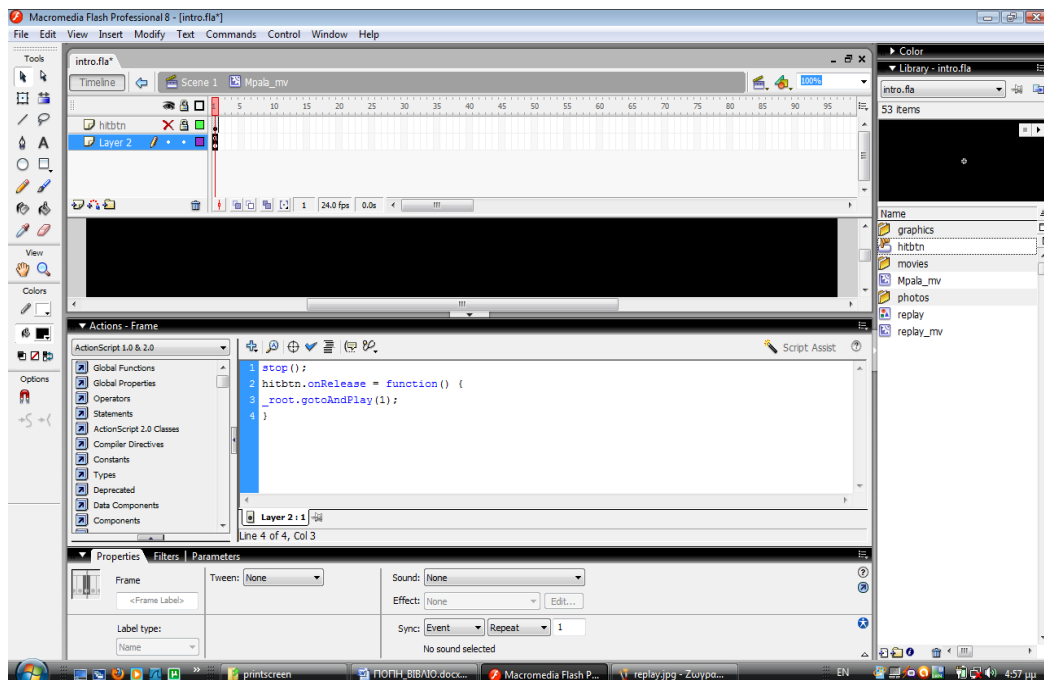 Macromedia Flash Professional 8 - [intro.fla*]
File Edit View Insert Modify Text Commands Control Window Help
Tools
View
Colors
Options
intro.fla*
Timeline Scene 1 Mpala_mv 100%
1 5 10 15 20 25 30 35 40 45 50 55 60 65 70 75 80 85 90 95
hitbtn
Layer 2
1 24.0 fps 0.0s
Actions - Frame
ActionScript 1.0 & 2.0
Script Assist
Global Functions
Global Properties
Operators
Statements
ActionScript 2.0 Classes
Compiler Directives
Constants
Types
Deprecated
Data Components
Components
1 stop();
2 hitbtn.onRelease = function() {
3 _root.gotoAndPlay(1);
4 }
Layer 2 : 1
Line 4 of 4, Col 3
Properties Filters Parameters
Frame
<Frame Label>
Label type:
Name
Tween: None
Sound: None
Effect: None Edit...
Sync: Event Repeat 1
No sound selected
Color
Library - intro.fla
intro.fla
53 items
Name
graphics
hitbtn
movies
Mpala_mv
photos
replay
replay_mv
printscreen ΠΟΠΗ_ΒΙΒΛΙΟ.docx... Macromedia Flash P... replay.jpg - Ζωγρα... EN 4:57 μμ